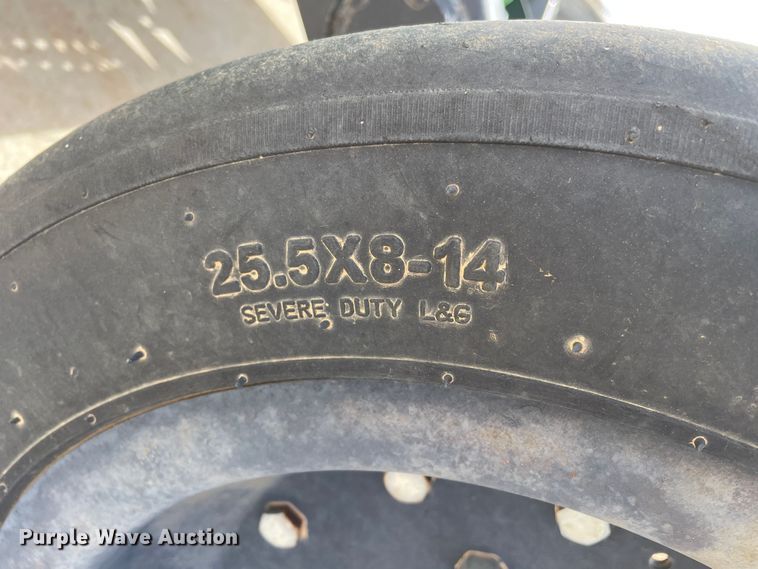 25.5X8-14
SEVERE DUTY L&G
Purple Wave Auction